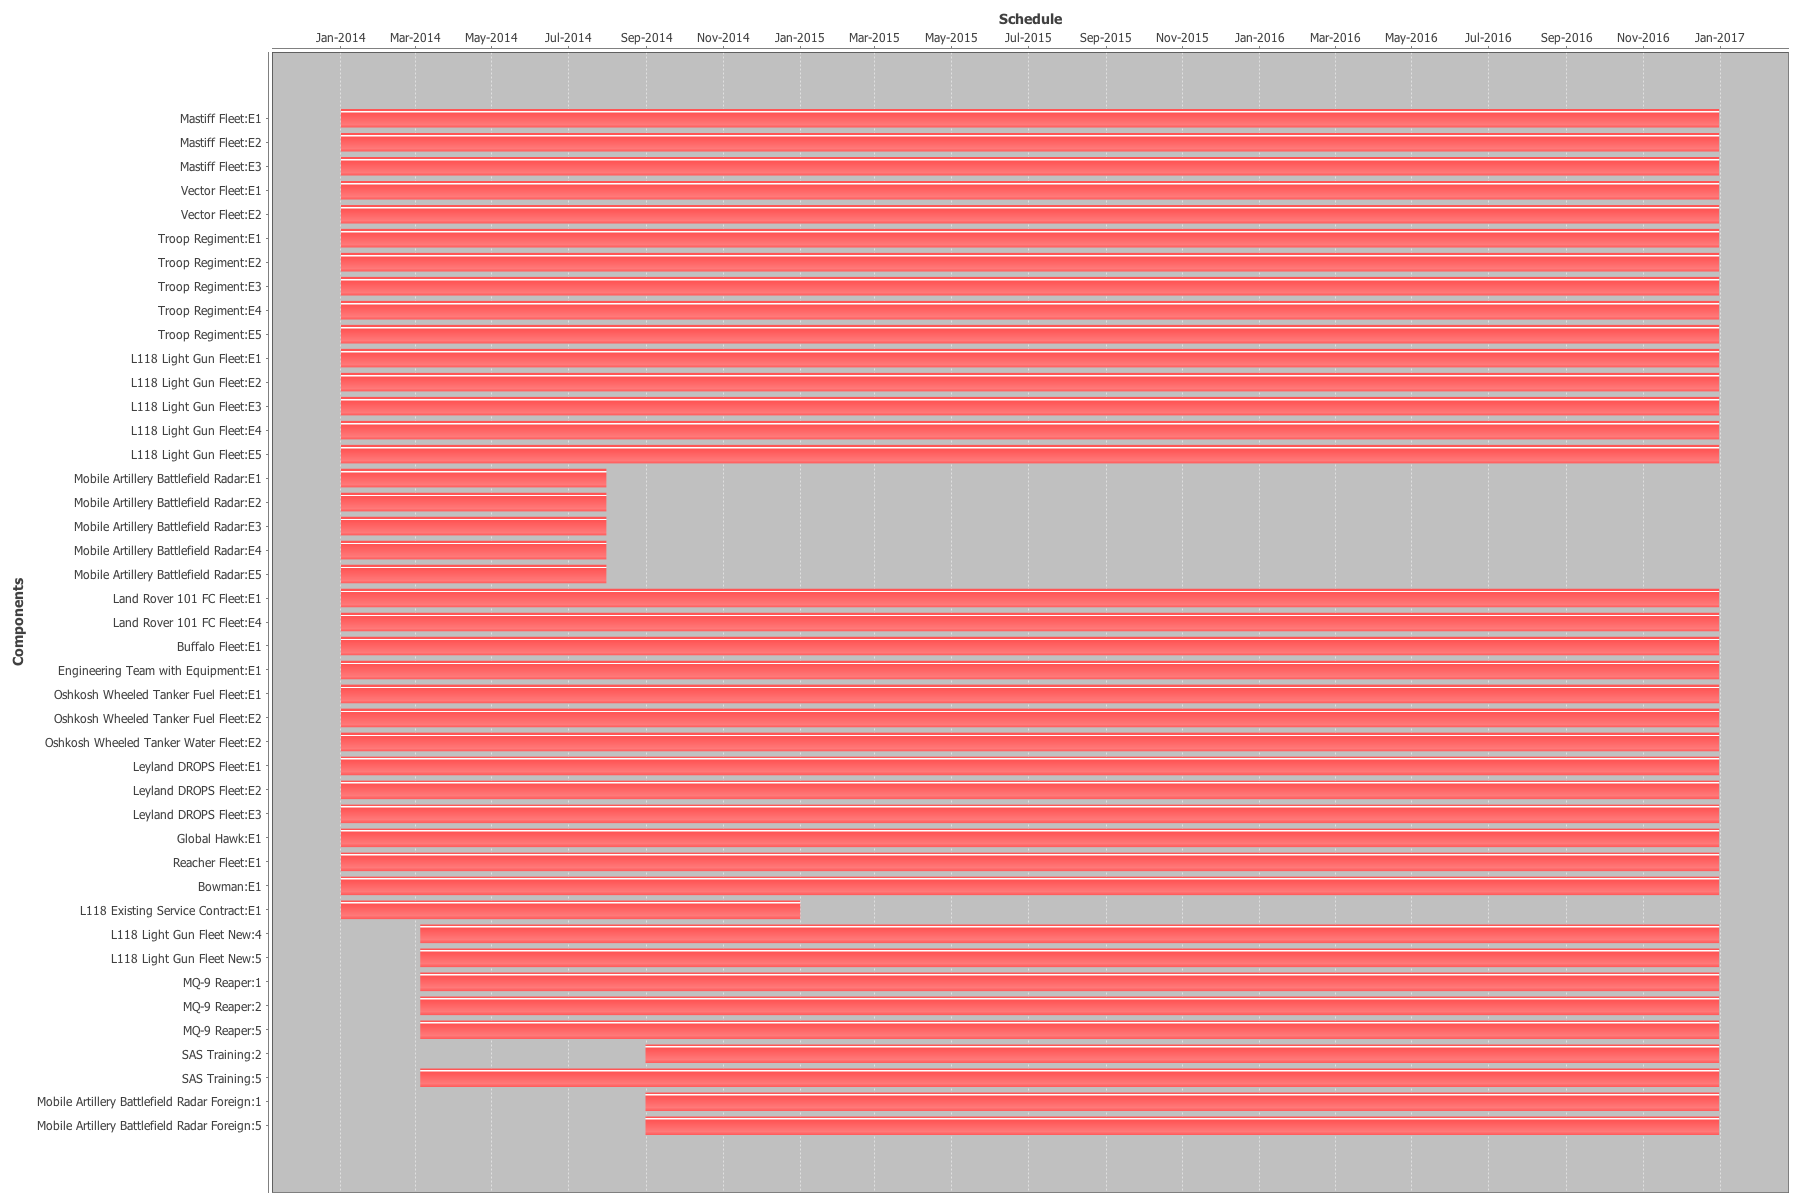 Schedule
Jan-2014 Mar-2014 May-2014 Jul-2014 Sep-2014 Nov-2014 Jan-2015 Mar-2015 May-2015 Jul-2015 Sep-2015 Nov-2015 Jan-2016 Mar-2016 May-2016 Jul-2016 Sep-2016 Nov-2016 Jan-2017
Components
Mastiff Fleet:E1
Mastiff Fleet:E2
Mastiff Fleet:E3
Vector Fleet:E1
Vector Fleet:E2
Troop Regiment:E1
Troop Regiment:E2
Troop Regiment:E3
Troop Regiment:E4
Troop Regiment:E5
L118 Light Gun Fleet:E1
L118 Light Gun Fleet:E2
L118 Light Gun Fleet:E3
L118 Light Gun Fleet:E4
L118 Light Gun Fleet:E5
Mobile Artillery Battlefield Radar:E1
Mobile Artillery Battlefield Radar:E2
Mobile Artillery Battlefield Radar:E3
Mobile Artillery Battlefield Radar:E4
Mobile Artillery Battlefield Radar:E5
Land Rover 101 FC Fleet:E1
Land Rover 101 FC Fleet:E4
Buffalo Fleet:E1
Engineering Team with Equipment:E1
Oshkosh Wheeled Tanker Fuel Fleet:E1
Oshkosh Wheeled Tanker Fuel Fleet:E2
Oshkosh Wheeled Tanker Water Fleet:E2
Leyland DROPS Fleet:E1
Leyland DROPS Fleet:E2
Leyland DROPS Fleet:E3
Global Hawk:E1
Reacher Fleet:E1
Bowman:E1
L118 Existing Service Contract:E1
L118 Light Gun Fleet New:4
L118 Light Gun Fleet New:5
MQ-9 Reaper:1
MQ-9 Reaper:2
MQ-9 Reaper:5
SAS Training:2
SAS Training:5
Mobile Artillery Battlefield Radar Foreign:1
Mobile Artillery Battlefield Radar Foreign:5